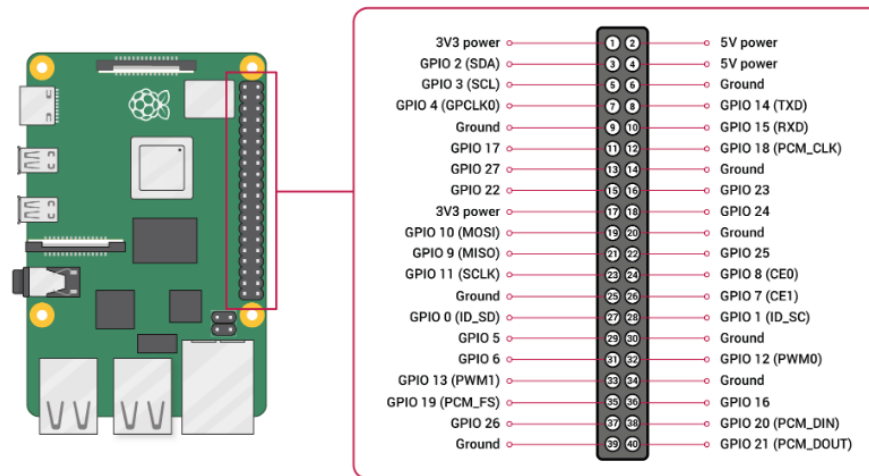 3V3 power 1 2 5V power
GPIO 2 (SDA) 3 4 5V power
GPIO 3 (SCL) 5 6 Ground
GPIO 4 (GPCLK0) 7 8 GPIO 14 (TXD)
Ground 9 10 GPIO 15 (RXD)
GPIO 17 11 12 GPIO 18 (PCM_CLK)
GPIO 27 13 14 Ground
GPIO 22 15 16 GPIO 23
3V3 power 17 18 GPIO 24
GPIO 10 (MOSI) 19 20 Ground
GPIO 9 (MISO) 21 22 GPIO 25
GPIO 11 (SCLK) 23 24 GPIO 8 (CE0)
Ground 25 26 GPIO 7 (CE1)
GPIO 0 (ID_SD) 27 28 GPIO 1 (ID_SC)
GPIO 5 29 30 Ground
GPIO 6 31 32 GPIO 12 (PWM0)
GPIO 13 (PWM1) 33 34 Ground
GPIO 19 (PCM_FS) 35 36 GPIO 16
GPIO 26 37 38 GPIO 20 (PCM_DIN)
Ground 39 40 GPIO 21 (PCM_DOUT)